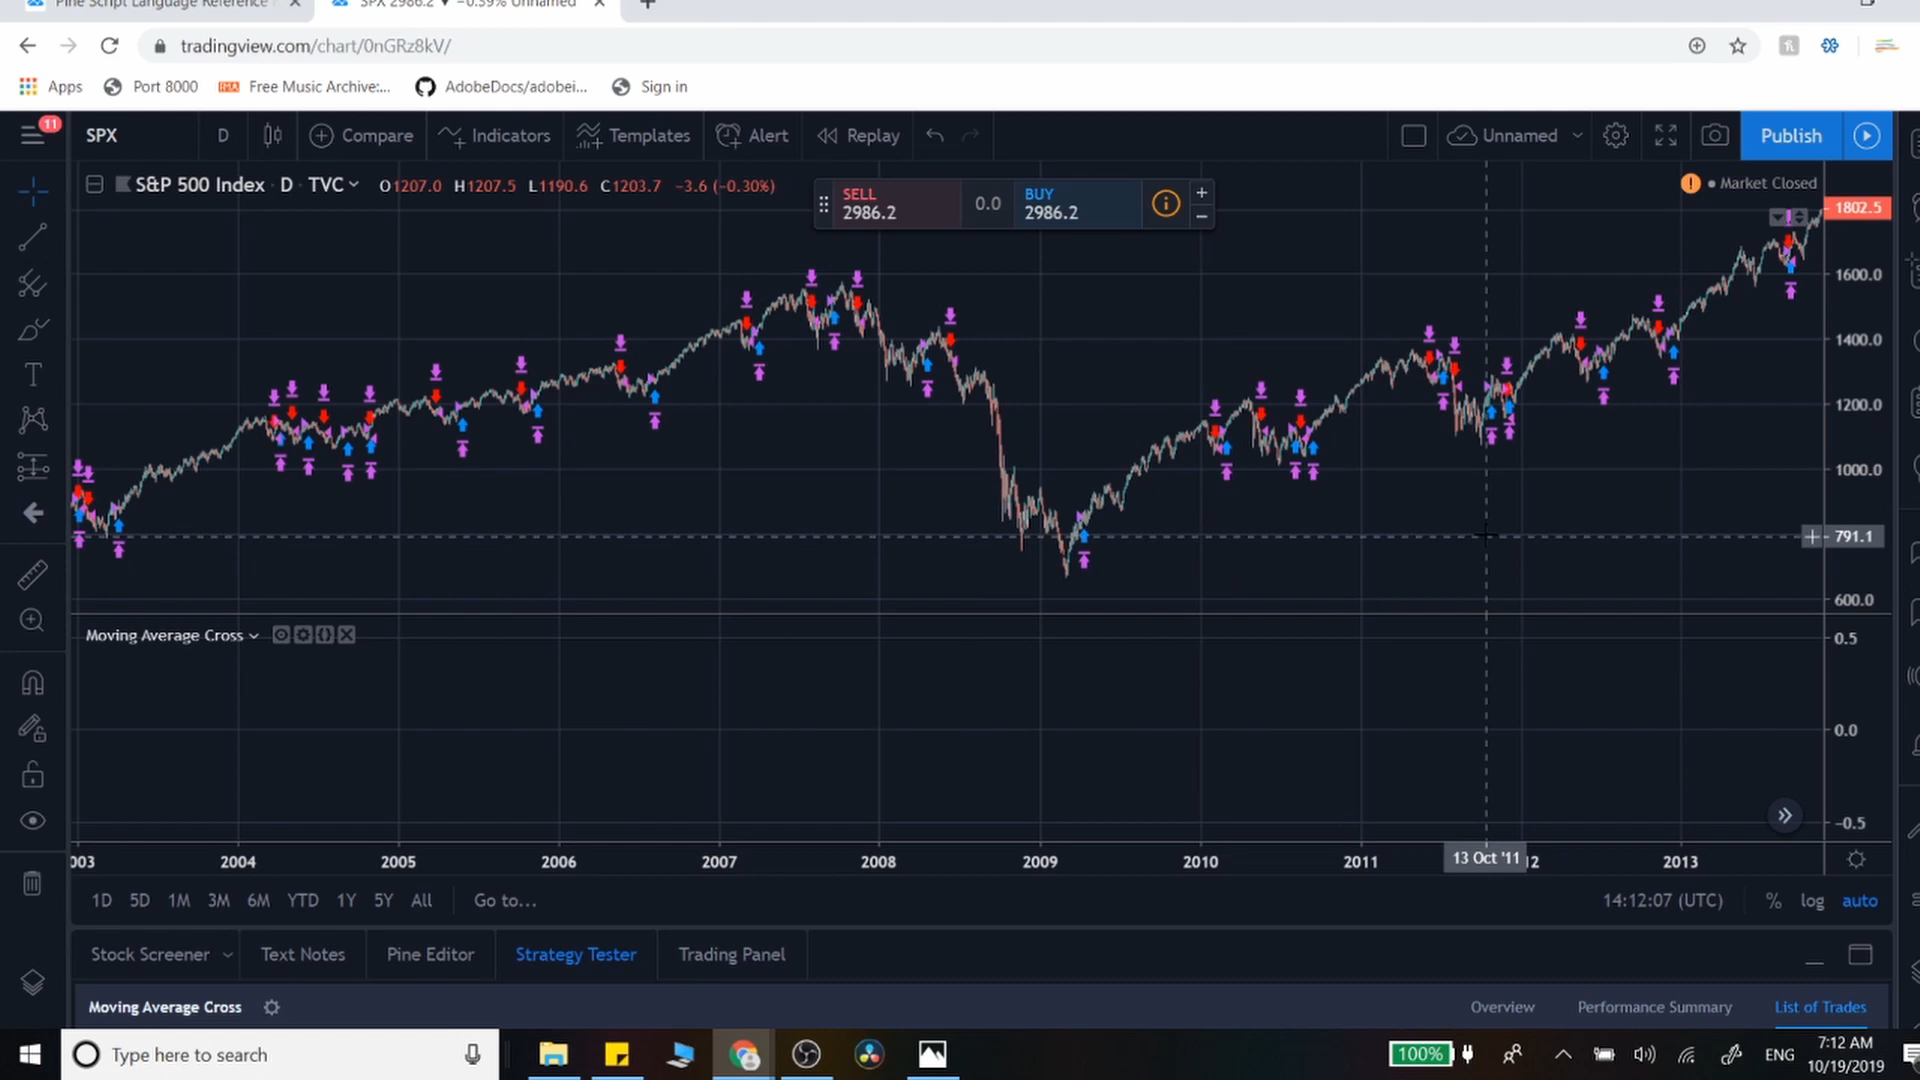 Pine Script Language Reference
SPX 2986.2 ▼ −0.39% Unnamed
tradingview.com/chart/0nGRz8kV/
Apps
Port 8000
Free Music Archive:...
AdobeDocs/adobei...
Sign in
11
SPX
D
Compare
Indicators
Templates
Alert
Replay
Unnamed
Publish
S&P 500 Index · D · TVC
O1207.0 H1207.5 L1190.6 C1203.7 −3.6 (−0.30%)
SELL
2986.2
0.0
BUY
2986.2
Market Closed
1802.5
1600.0
1400.0
1200.0
1000.0
791.1
600.0
Moving Average Cross
0.5
0.0
−0.5
003 2004 2005 2006 2007 2008 2009 2010 2011 13 Oct '11 12 2013
1D 5D 1M 3M 6M YTD 1Y 5Y All Go to...
14:12:07 (UTC) % log auto
Stock Screener Text Notes Pine Editor Strategy Tester Trading Panel
Moving Average Cross
Overview Performance Summary List of Trades
Type here to search
100%
ENG
7:12 AM
10/19/2019